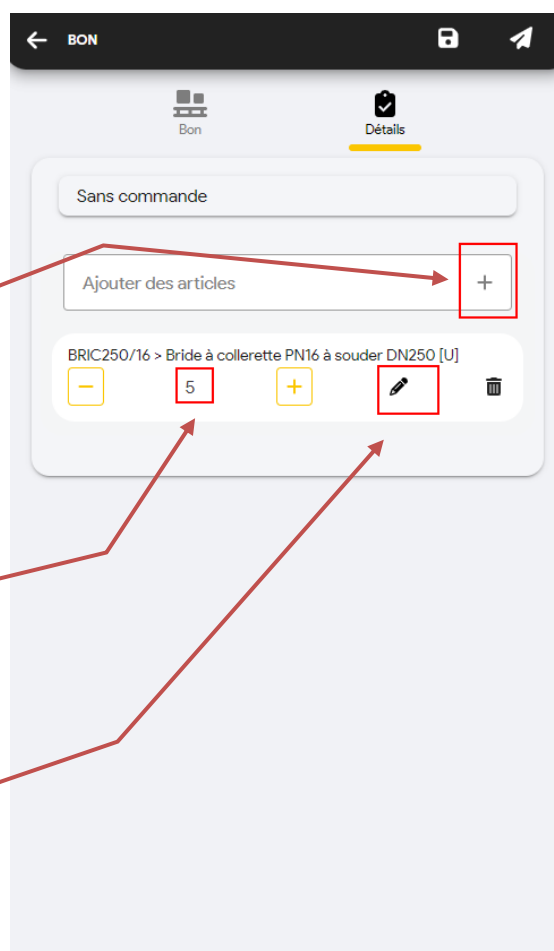 BON
Bon
Détails
Sans commande
Ajouter des articles
+
BRIC250/16 > Bride à collerette PN16 à souder DN250 [U]
− 5 +